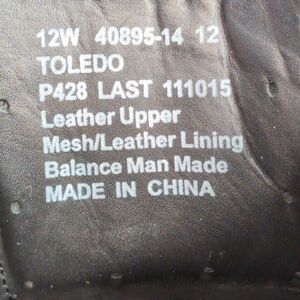 12W 40895-14 12
TOLEDO
P428 LAST 111015
Leather Upper
Mesh/Leather Lining
Balance Man Made
MADE IN CHINA